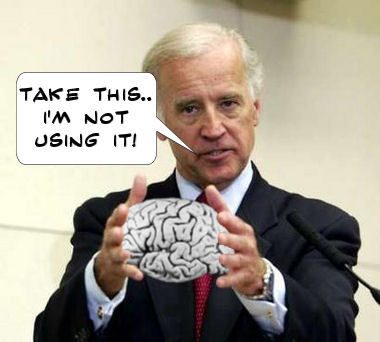 TAKE THIS..
I'M NOT
USING IT!